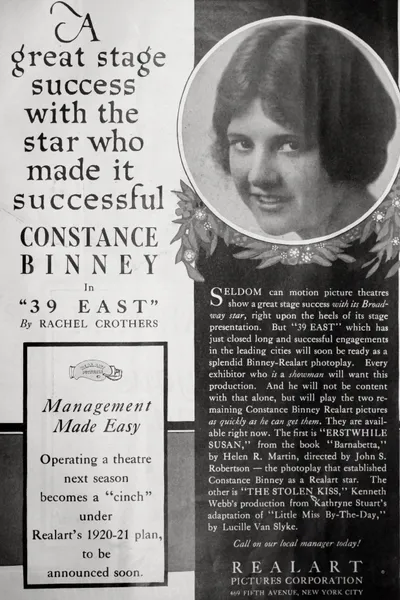 A
great stage
success
with the
star who
made it
successful
CONSTANCE
BINNEY
In
"39 EAST"
By RACHEL CROTHERS
Management
Made Easy
Operating a theatre
next season
becomes a "cinch"
under
Realart's 1920-21 plan,
to be
announced soon.
SELDOM can motion picture theatres
show a great stage success with its Broad-
way star, right upon the heels of its stage
presentation. But "39 EAST" which has
just closed long and successful engagements
in the leading cities will soon be ready as a
splendid Binney-Realart photoplay. Every
exhibitor who is a showman will want this
production. And he will not be content
with that alone, but will play the two re-
maining Constance Binney Realart pictures
as quickly as he can get them. They are avail-
able right now. The first is "ERSTWHILE
SUSAN," from the book "Barnabetta,"
by Helen R. Martin, directed by John S.
Robertson — the photoplay that established
Constance Binney as a Realart star. The
other is "THE STOLEN KISS," Kenneth
Webb's production from Kathryne Stuart's
adaptation of "Little Miss By-The-Day,"
by Lucille Van Slyke.
Call on our local manager today!
REALART
PICTURES CORPORATION
469 FIFTH AVENUE, NEW YORK CITY